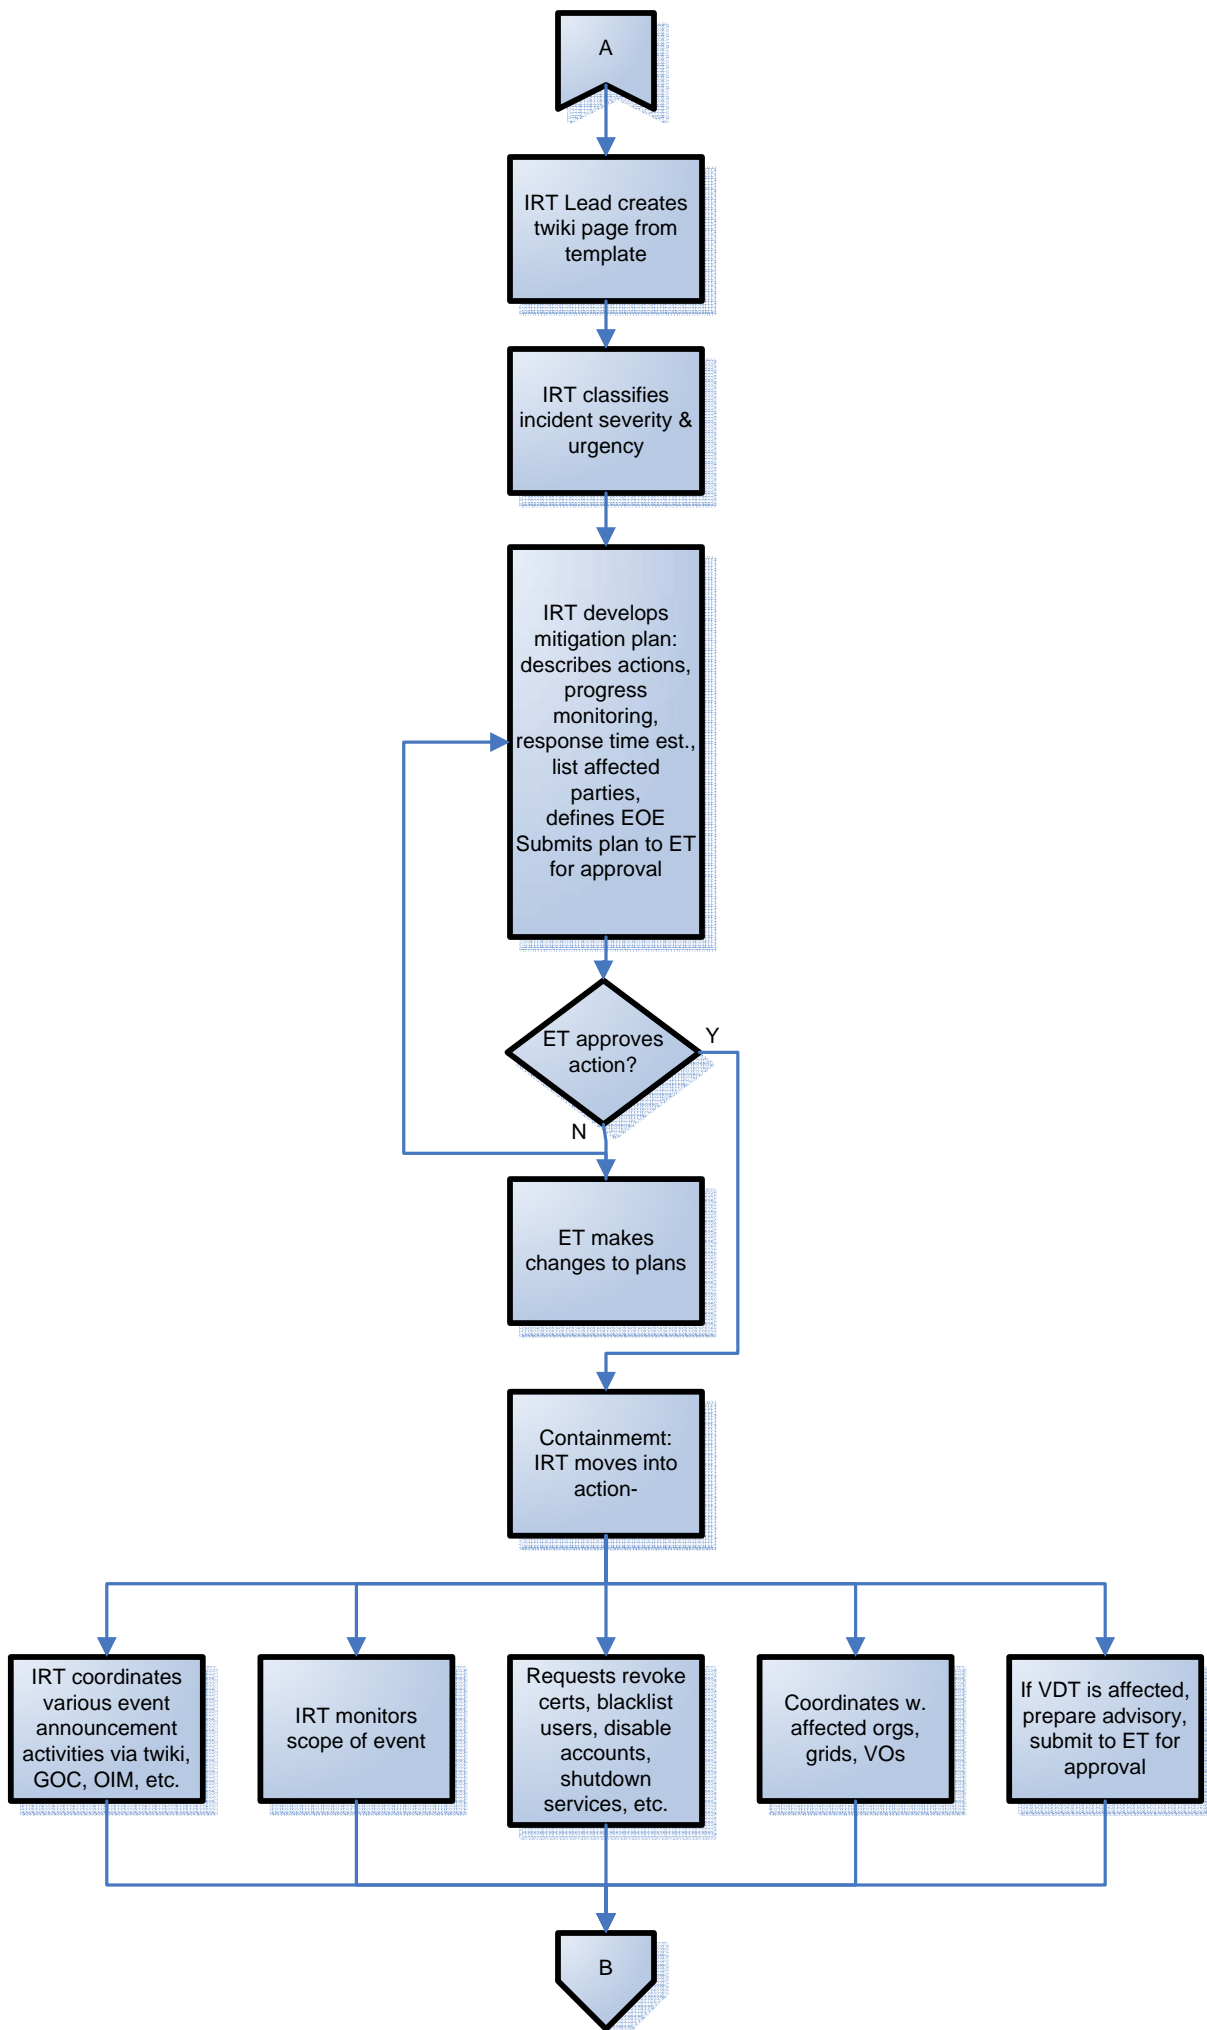 A
IRT Lead creates
twiki page from
template
IRT classifies
incident severity &
urgency
IRT develops
mitigation plan:
describes actions,
progress
monitoring,
response time est.,
list affected
parties,
defines EOE
Submits plan to ET
for approval
ET approves
action?
Y
N
ET makes
changes to plans
Containmemt:
IRT moves into
action-
IRT coordinates
various event
announcement
activities via twiki,
GOC, OIM, etc.
IRT monitors
scope of event
Requests revoke
certs, blacklist
users, disable
accounts,
shutdown
services, etc.
Coordinates w.
affected orgs,
grids, VOs
If VDT is affected,
prepare advisory,
submit to ET for
approval
B